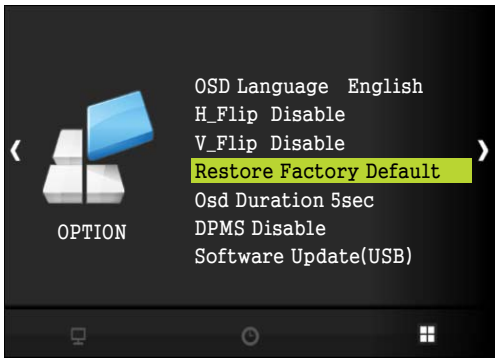 OSD Language English
H_Flip Disable
V_Flip Disable
Restore Factory Default
Osd Duration 5sec
OPTION
DPMS Disable
Software Update(USB)